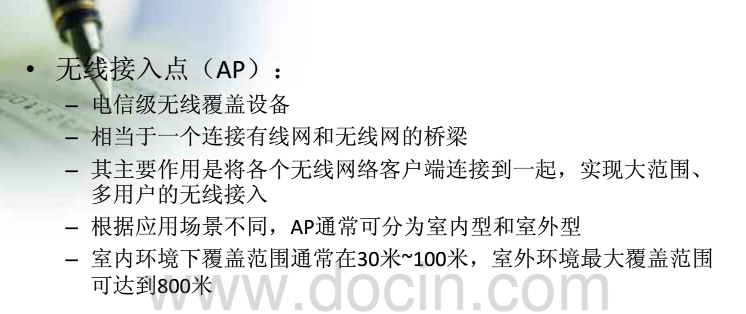 • 无线接入点（AP）：
– 电信级无线覆盖设备
– 相当于一个连接有线网和无线网的桥梁
– 其主要作用是将各个无线网络客户端连接到一起，实现大范围、
多用户的无线接入
– 根据应用场景不同，AP通常可分为室内型和室外型
– 室内环境下覆盖范围通常在30米~100米，室外环境最大覆盖范围
可达到800米
www.docin.com